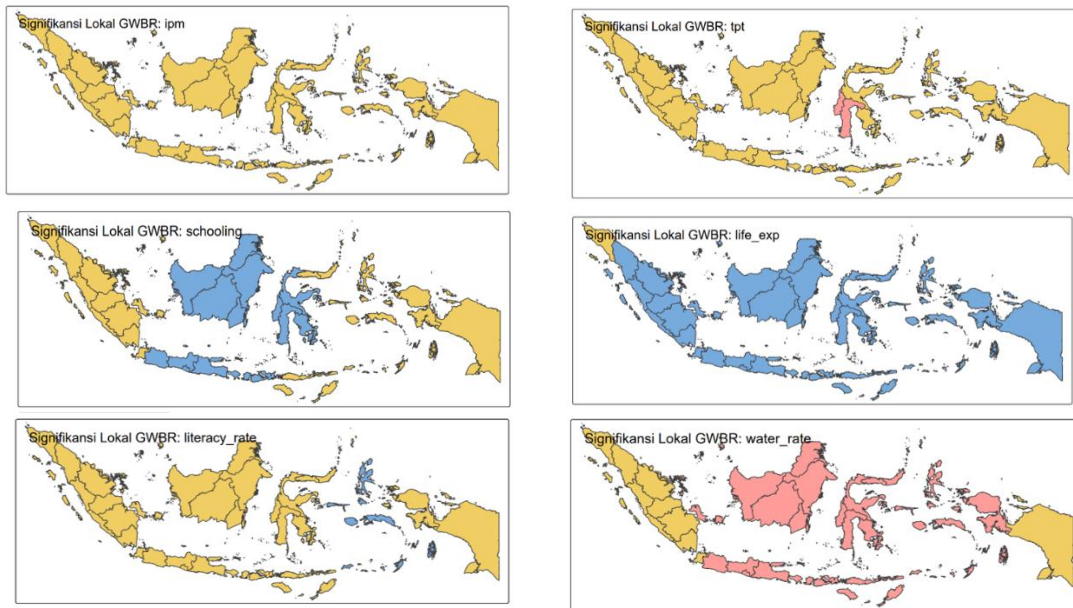 Signifikansi Lokal GWBR: ipm
Signifikansi Lokal GWBR: tpt
Signifikansi Lokal GWBR: schooling
Signifikansi Lokal GWBR: life_exp
Signifikansi Lokal GWBR: literacy_rate
Signifikansi Lokal GWBR: water_rate